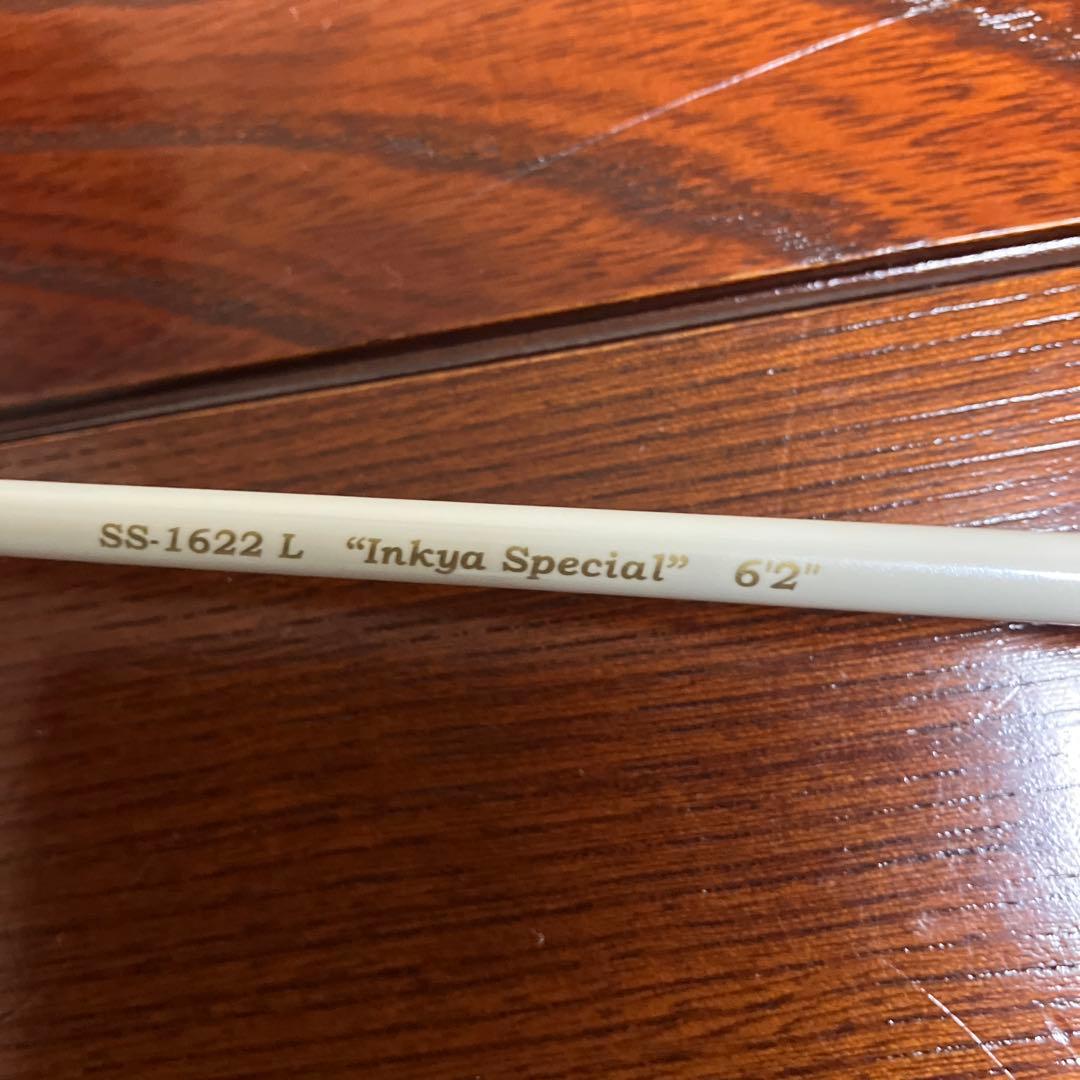 SS-1622 L “Inkya Special” 6'2"